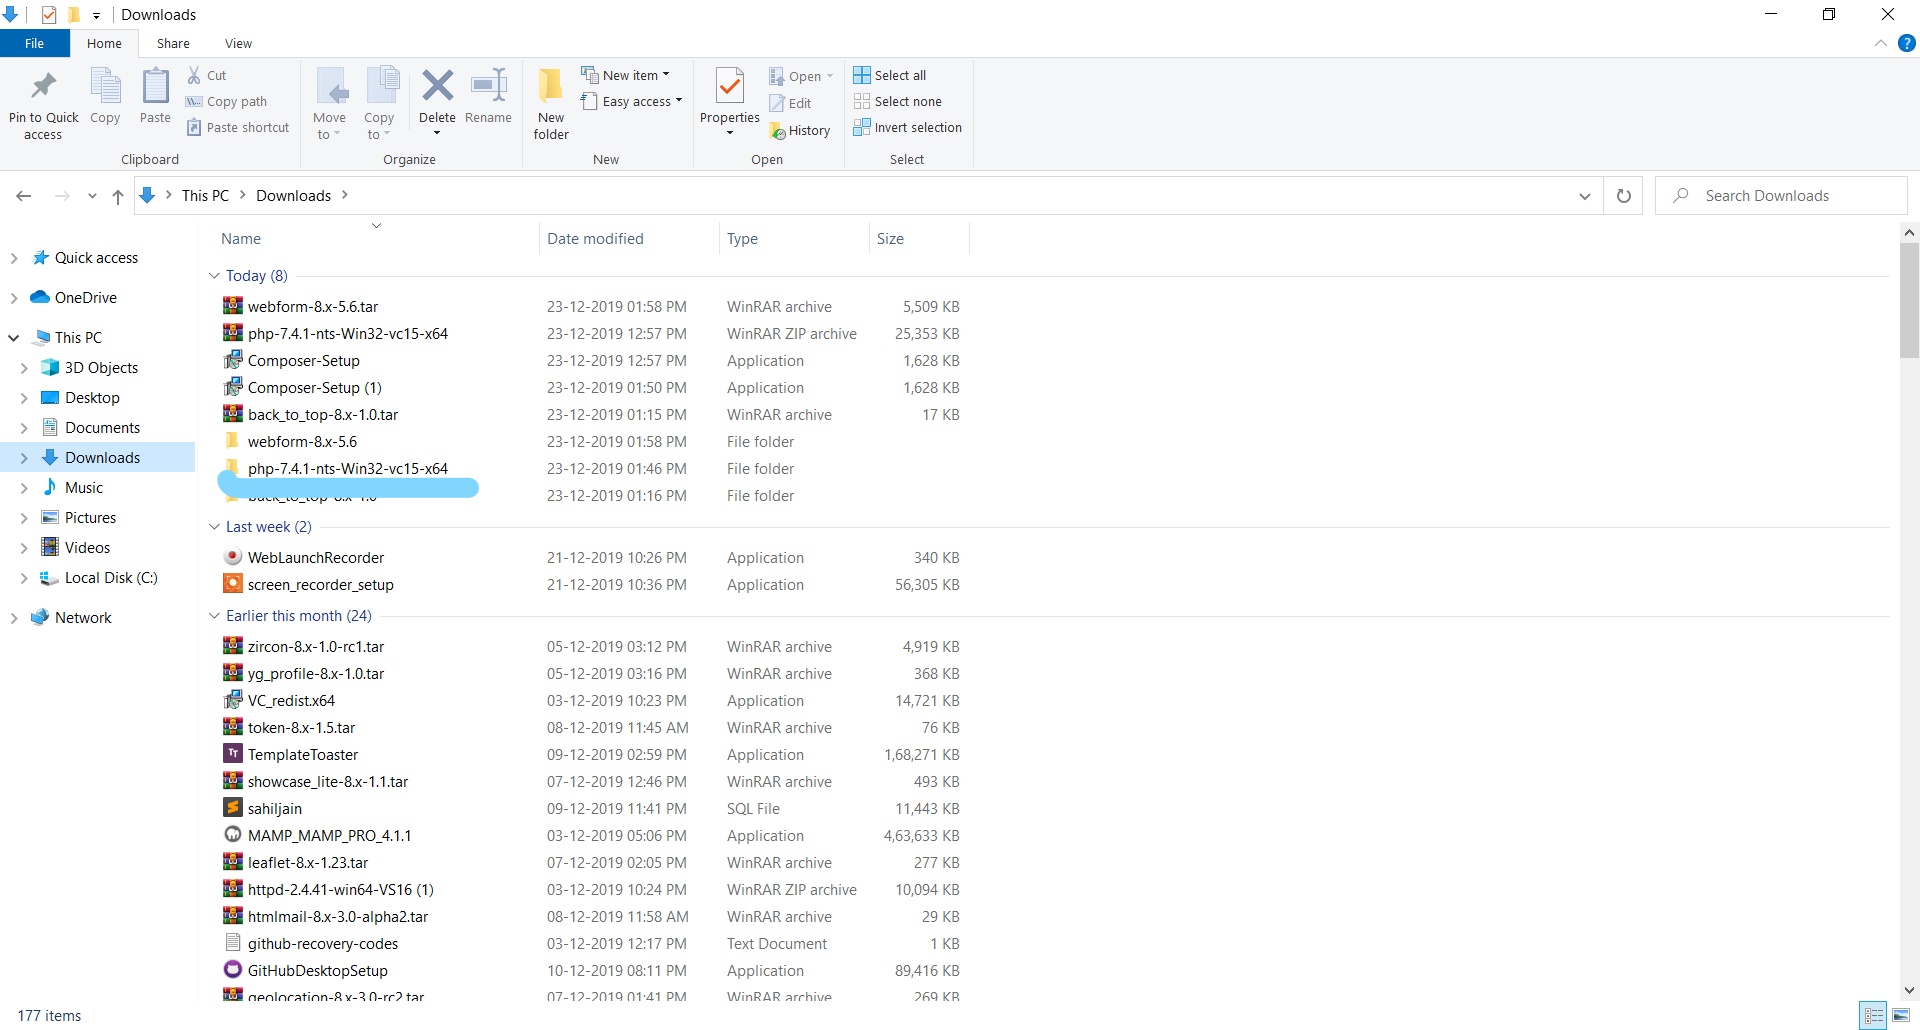 Downloads
File Home Share View
Pin to Quick access Copy Paste Cut Copy path Paste shortcut
Move to Copy to Delete Rename
New folder New item Easy access
Properties Open Edit History
Select all Select none Invert selection
Clipboard Organize New Open Select
This PC Downloads Search Downloads
Quick access
OneDrive
This PC
3D Objects
Desktop
Documents
Downloads
Music
Pictures
Videos
Local Disk (C:)
Network
Name Date modified Type Size
Today (8)
webform-8.x-5.6.tar 23-12-2019 01:58 PM WinRAR archive 5,509 KB
php-7.4.1-nts-Win32-vc15-x64 23-12-2019 12:57 PM WinRAR ZIP archive 25,353 KB
Composer-Setup 23-12-2019 12:57 PM Application 1,628 KB
Composer-Setup (1) 23-12-2019 01:50 PM Application 1,628 KB
back_to_top-8.x-1.0.tar 23-12-2019 01:15 PM WinRAR archive 17 KB
webform-8.x-5.6 23-12-2019 01:58 PM File folder
php-7.4.1-nts-Win32-vc15-x64 23-12-2019 01:46 PM File folder
23-12-2019 01:16 PM File folder
Last week (2)
WebLaunchRecorder 21-12-2019 10:26 PM Application 340 KB
screen_recorder_setup 21-12-2019 10:36 PM Application 56,305 KB
Earlier this month (24)
zircon-8.x-1.0-rc1.tar 05-12-2019 03:12 PM WinRAR archive 4,919 KB
yg_profile-8.x-1.0.tar 05-12-2019 03:16 PM WinRAR archive 368 KB
VC_redist.x64 03-12-2019 10:23 PM Application 14,721 KB
token-8.x-1.5.tar 08-12-2019 11:45 AM WinRAR archive 76 KB
TemplateToaster 09-12-2019 02:59 PM Application 1,68,271 KB
showcase_lite-8.x-1.1.tar 07-12-2019 12:46 PM WinRAR archive 493 KB
sahiljain 09-12-2019 11:41 PM SQL File 11,443 KB
MAMP_MAMP_PRO_4.1.1 03-12-2019 05:06 PM Application 4,63,633 KB
leaflet-8.x-1.23.tar 07-12-2019 02:05 PM WinRAR archive 277 KB
httpd-2.4.41-win64-VS16 (1) 03-12-2019 10:24 PM WinRAR ZIP archive 10,094 KB
htmlmail-8.x-3.0-alpha2.tar 08-12-2019 11:58 AM WinRAR archive 29 KB
github-recovery-codes 03-12-2019 12:17 PM Text Document 1 KB
GitHubDesktopSetup 10-12-2019 08:11 PM Application 89,416 KB
geolocation-8.x-3.0-rc2.tar 07-12-2019 01:41 PM WinRAR archive 269 KB
177 items